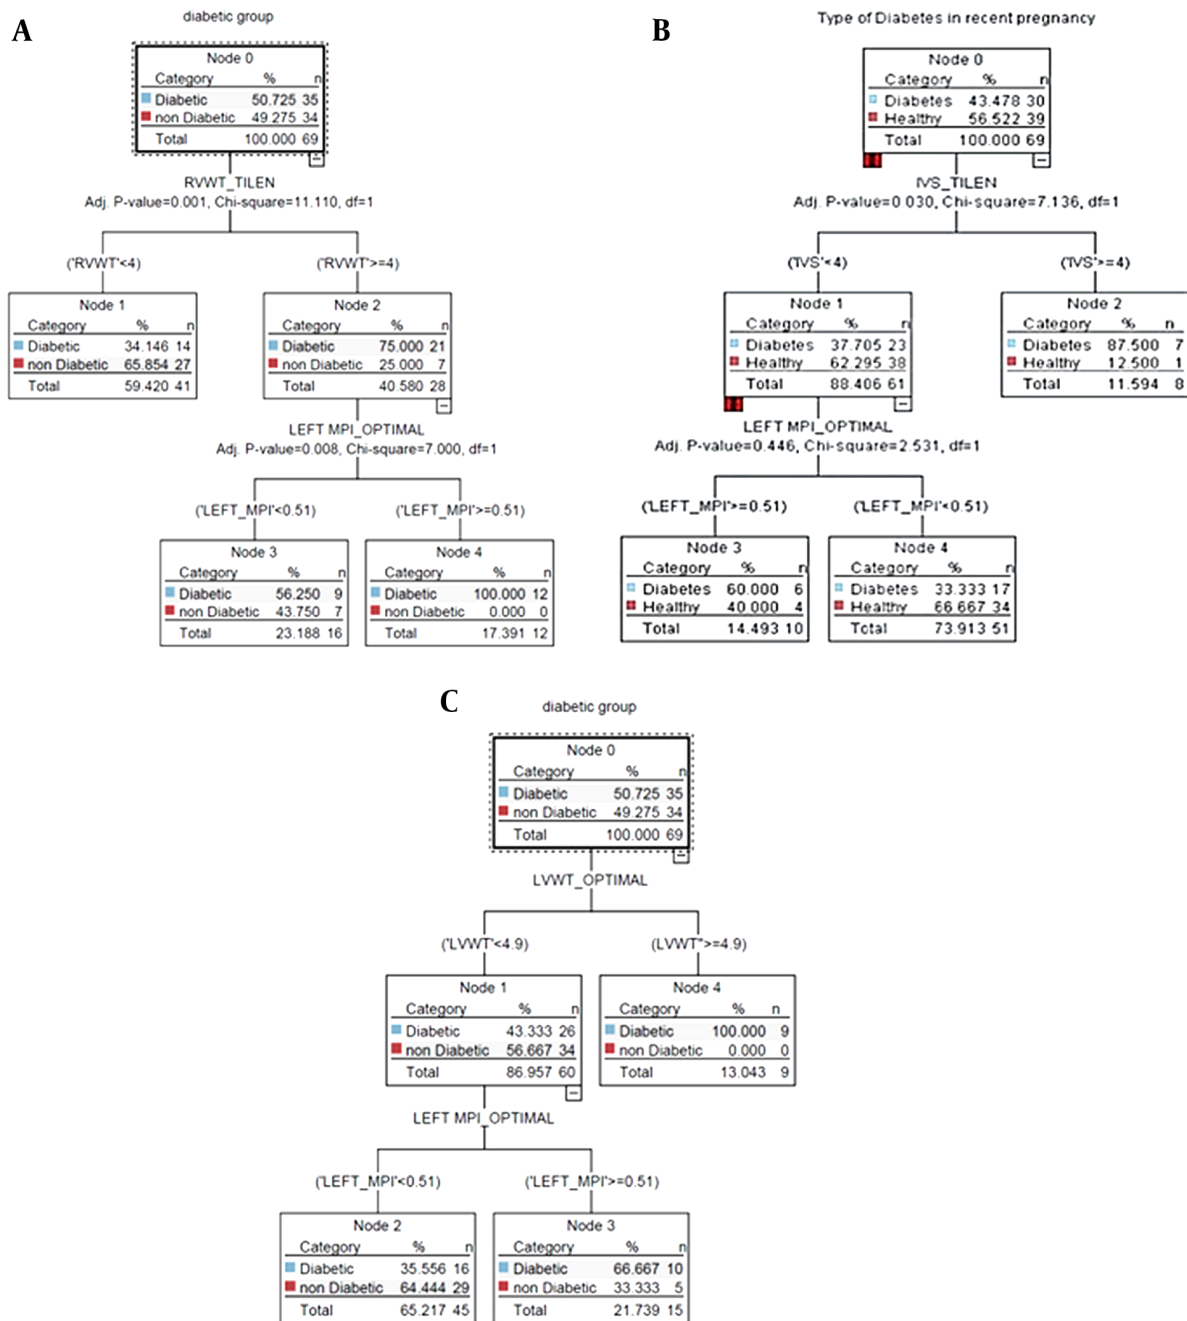 A
diabetic group
Node 0
Category % n
Diabetic 50.725 35
non Diabetic 49.275 34
Total 100.000 69
RVWT_TILEN
Adj. P-value=0.001, Chi-square=11.110, df=1
('RVWT'<4)
('RVWT'>=4)
Node 1
Category % n
Diabetic 34.146 14
non Diabetic 65.854 27
Total 59.420 41
Node 2
Category % n
Diabetic 75.000 21
non Diabetic 25.000 7
Total 40.580 28
LEFT MPI_OPTIMAL
Adj. P-value=0.008, Chi-square=7.000, df=1
('LEFT_MPI'<0.51)
('LEFT_MPI'>=0.51)
Node 3
Category % n
Diabetic 56.250 9
non Diabetic 43.750 7
Total 23.188 16
Node 4
Category % n
Diabetic 100.000 12
non Diabetic 0.000 0
Total 17.391 12
B
Type of Diabetes in recent pregnancy
Node 0
Category % n
Diabetes 43.478 30
Healthy 56.522 39
Total 100.000 69
IVS_TILEN
Adj. P-value=0.030, Chi-square=7.136, df=1
('IVS'<4)
('IVS'>=4)
Node 1
Category % n
Diabetes 37.705 23
Healthy 62.295 38
Total 88.406 61
Node 2
Category % n
Diabetes 87.500 7
Healthy 12.500 1
Total 11.594 8
LEFT MPI_OPTIMAL
Adj. P-value=0.446, Chi-square=2.531, df=1
('LEFT_MPI'>=0.51)
('LEFT_MPI'<0.51)
Node 3
Category % n
Diabetes 60.000 6
Healthy 40.000 4
Total 14.493 10
Node 4
Category % n
Diabetes 33.333 17
Healthy 66.667 34
Total 73.913 51
C
diabetic group
Node 0
Category % n
Diabetic 50.725 35
non Diabetic 49.275 34
Total 100.000 69
LVWT_OPTIMAL
('LVWT'<4.9)
(LVWT'>=4.9)
Node 1
Category % n
Diabetic 43.333 26
non Diabetic 56.667 34
Total 86.957 60
Node 4
Category % n
Diabetic 100.000 9
non Diabetic 0.000 0
Total 13.043 9
LEFT MPI_OPTIMAL
('LEFT_MPI'<0.51)
('LEFT_MPI'>=0.51)
Node 2
Category % n
Diabetic 35.556 16
non Diabetic 64.444 29
Total 65.217 45
Node 3
Category % n
Diabetic 66.667 10
non Diabetic 33.333 5
Total 21.739 15